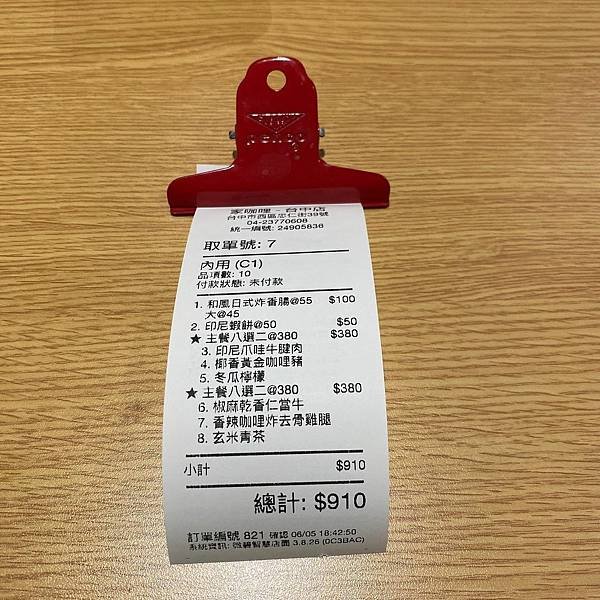 penco
家咖哩-台中店
台中市西區忠仁街39號
04-23770608
統一編號: 24905836
取單號: 7
內用 (C1)
品項數: 10
付款狀態: 未付款
1. 和風日式炸香腸@55 $100
大@45
2. 印尼蝦餅@50 $50
★ 主餐八選二@380 $380
3. 印尼爪哇牛腱肉
4. 椰香黃金咖哩豬
5. 冬瓜檸檬
★ 主餐八選二@380 $380
6. 椒麻乾香仁當牛
7. 香辣咖哩炸去骨雞腿
8. 玄米青茶
小計 $910
總計: $910
訂單編號 821 確認 06/05 18:42:50
系統資訊: 微碧智慧店面 3.8.26 (0C3BAC)